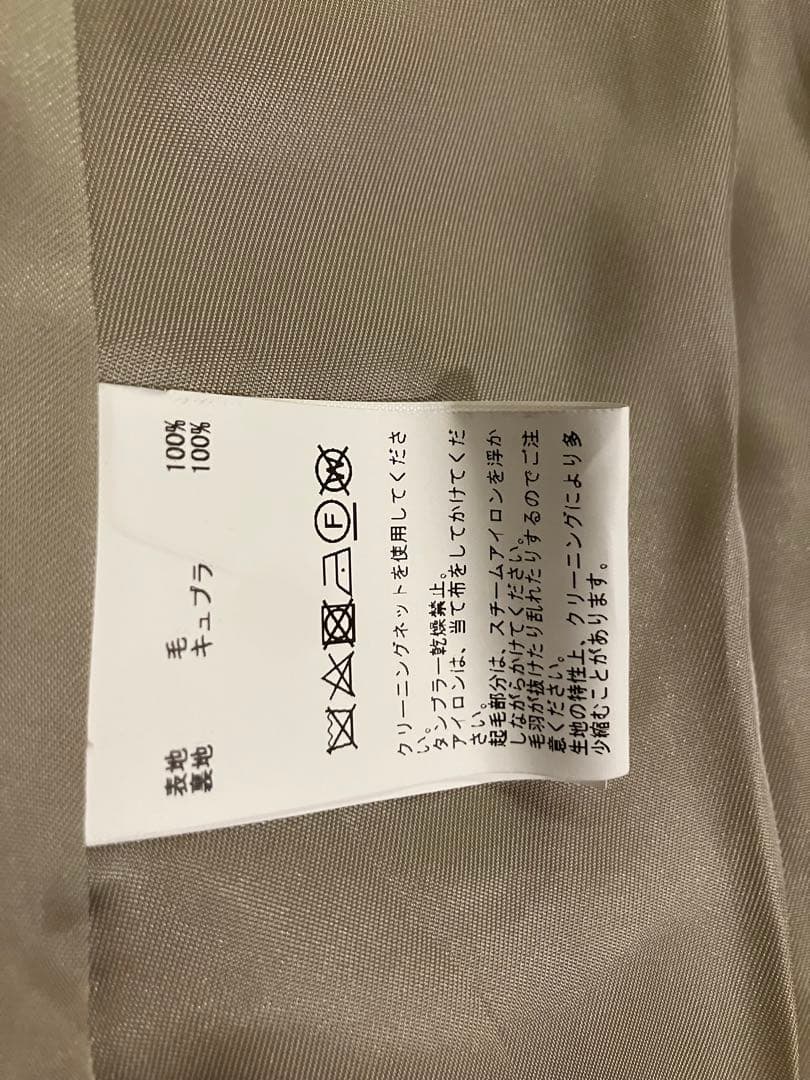 表地 毛 100%
裏地 キュプラ 100%
F W
クリーニングネットを使用してくださ
い。
タンブラー乾燥禁止。
アイロンは、当て布をしてかけてくだ
さい。
起毛部分は、スチームアイロンを浮か
しながらかけてください。
毛羽が抜けたり乱れたりするのでご注
意ください。
生地の特性上、クリーニングにより多
少縮むことがあります。